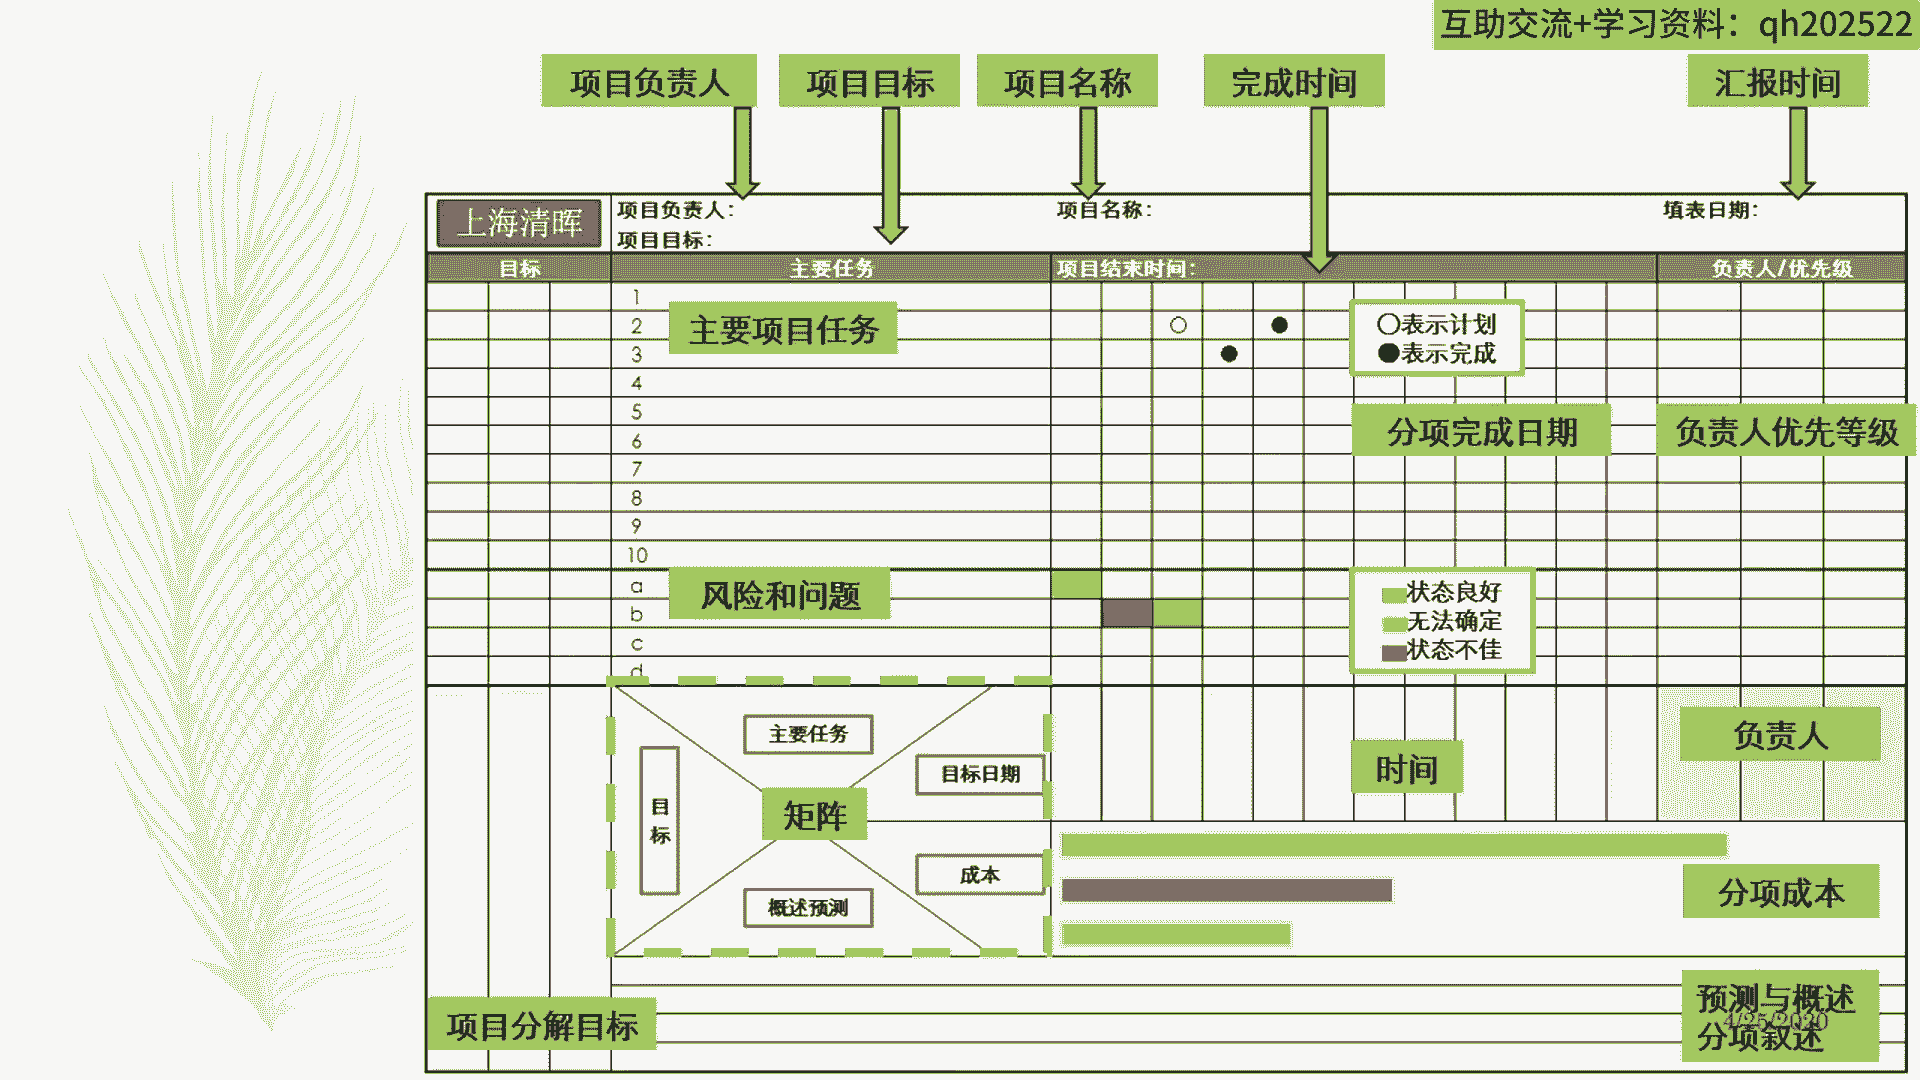 互助交流+学习资料：qh202522
项目负责人
项目目标
项目名称
完成时间
汇报时间
上海清晖
项目负责人：
项目名称：
填表日期：
项目目标：
目标
主要任务
项目结束时间：
负责人/优先级
1
2
主要项目任务
○表示计划
3
●表示完成
4
5
分项完成日期
负责人优先等级
6
7
8
9
10
a
风险和问题
状态良好
b
无法确定
c
状态不佳
d
主要任务
负责人
目标日期
时间
目标
矩阵
成本
分项成本
概述预测
项目分解目标
预测与概述
4/25/2020
分项叙述